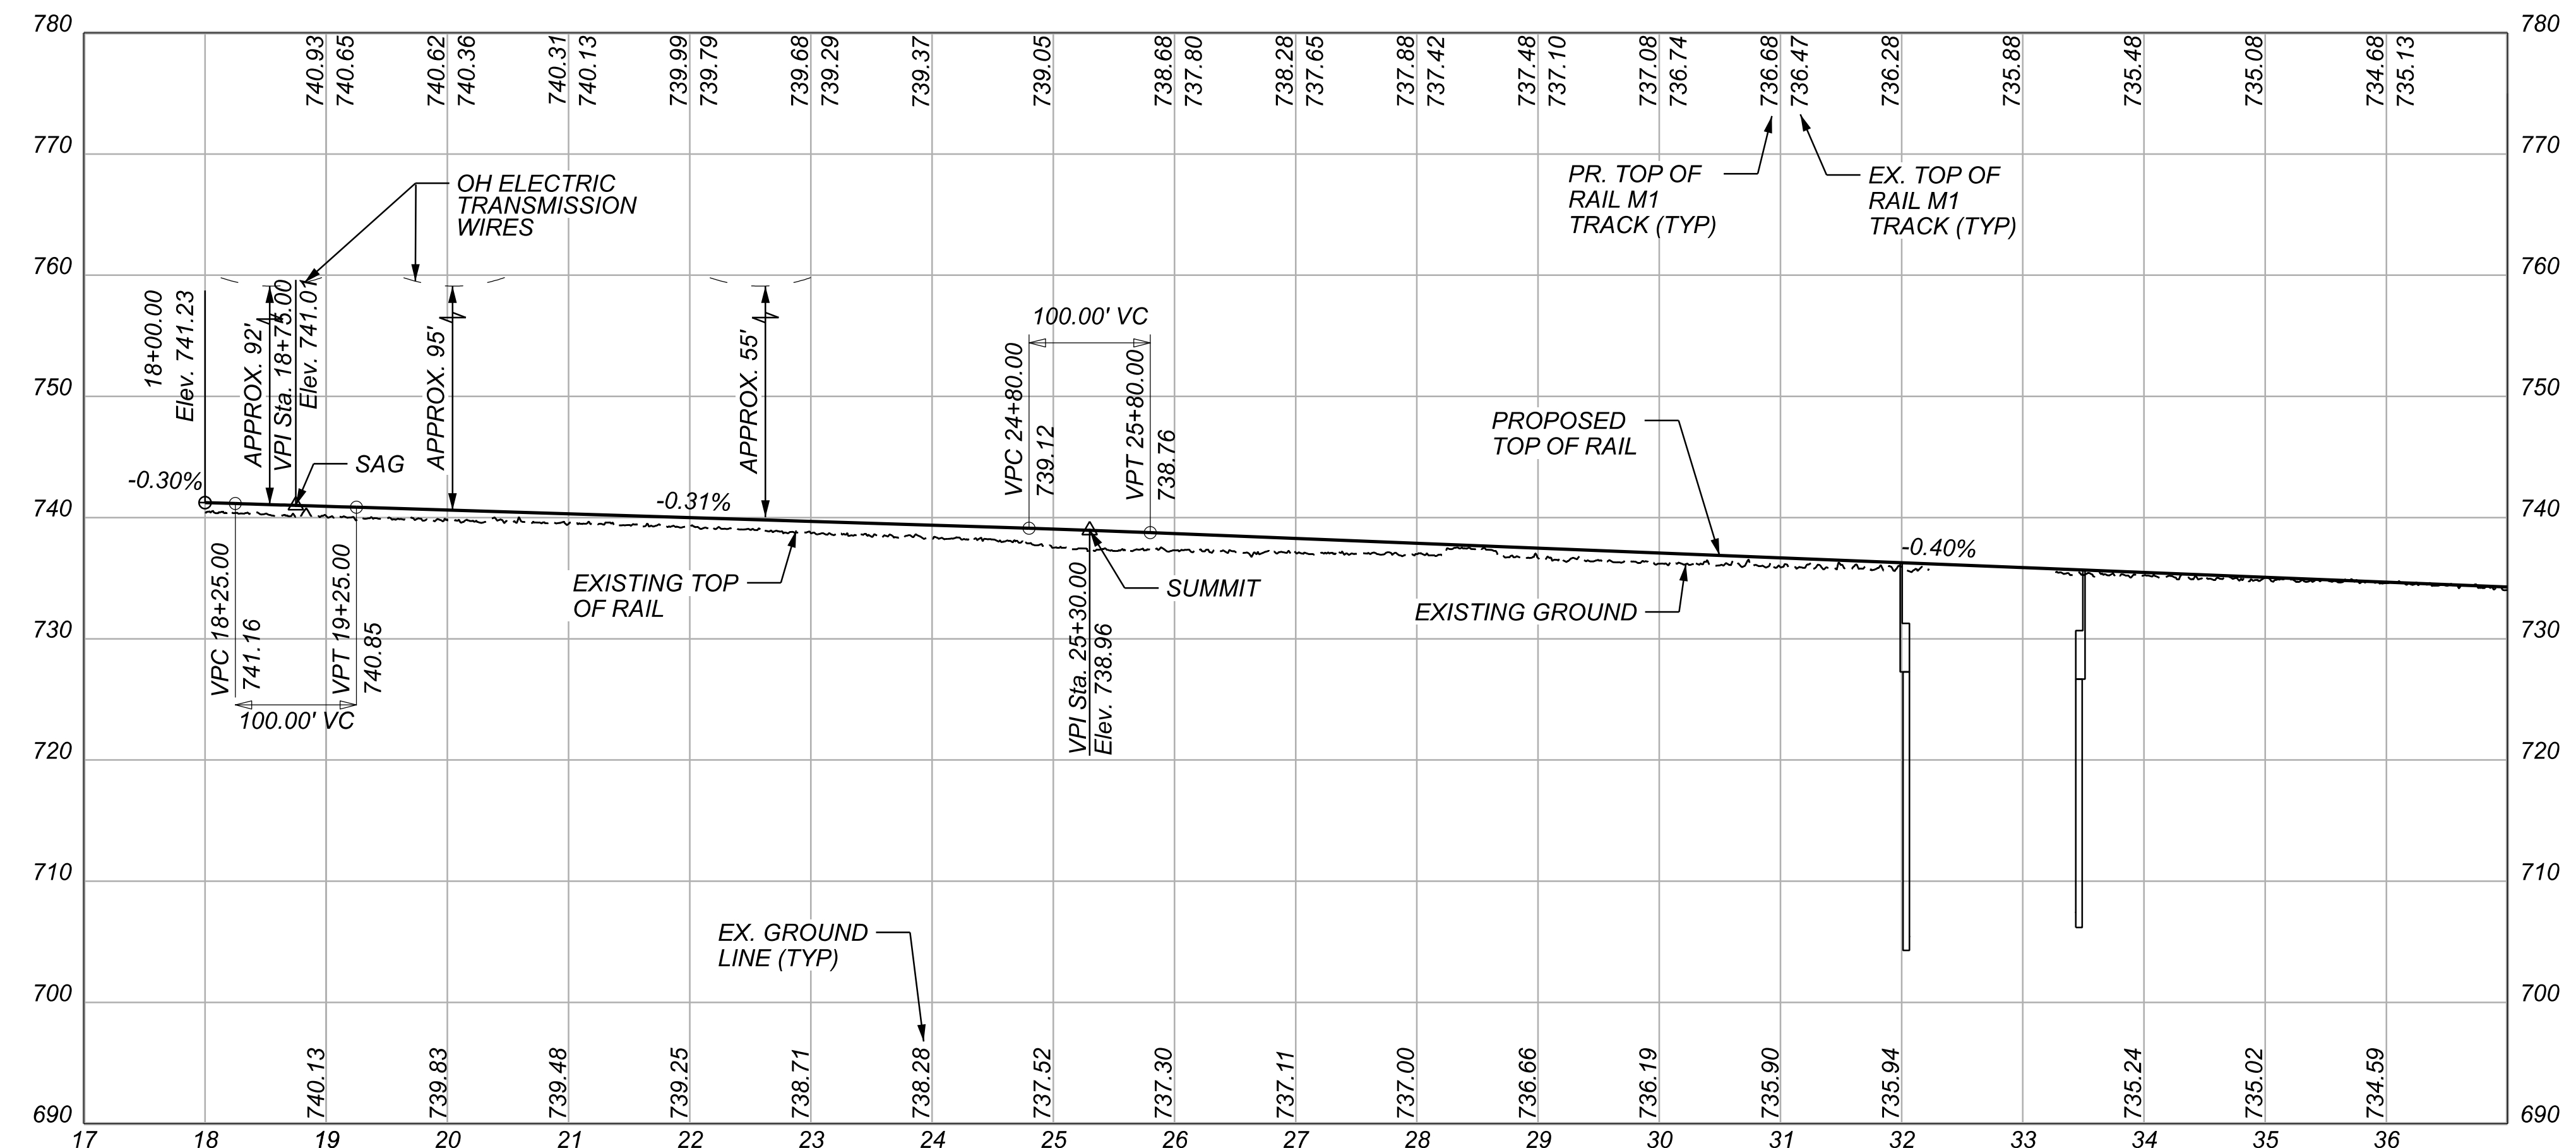 780
780
740.93
740.65
740.62
740.36
740.31
740.13
739.99
739.79
739.68
739.29
739.37
739.05
738.68
737.80
738.28
737.65
737.88
737.42
737.48
737.10
737.08
736.74
736.68
736.47
736.28
735.88
735.48
735.08
734.68
735.13
770
770
OH ELECTRIC
TRANSMISSION
WIRES
PR. TOP OF
RAIL M1
TRACK (TYP)
EX. TOP OF
RAIL M1
TRACK (TYP)
760
760
18+00.00
Elev. 741.23
APPROX. 92'
VPI Sta. 18+75.00
Elev. 741.01
APPROX. 95'
APPROX. 55'
100.00' VC
VPC 24+80.00
739.12
VPT 25+80.00
738.76
750
750
PROPOSED
TOP OF RAIL
SAG
-0.30%
-0.31%
740
740
-0.40%
VPC 18+25.00
741.16
VPT 19+25.00
740.85
100.00' VC
EXISTING TOP
OF RAIL
VPI Sta. 25+30.00
Elev. 738.96
SUMMIT
EXISTING GROUND
730
730
720
720
710
710
EX. GROUND
LINE (TYP)
700
700
740.13
739.83
739.48
739.25
738.71
738.28
737.52
737.30
737.11
737.00
736.66
736.19
735.90
735.94
735.24
735.02
734.59
690
690
17
18
19
20
21
22
23
24
25
26
27
28
29
30
31
32
33
34
35
36